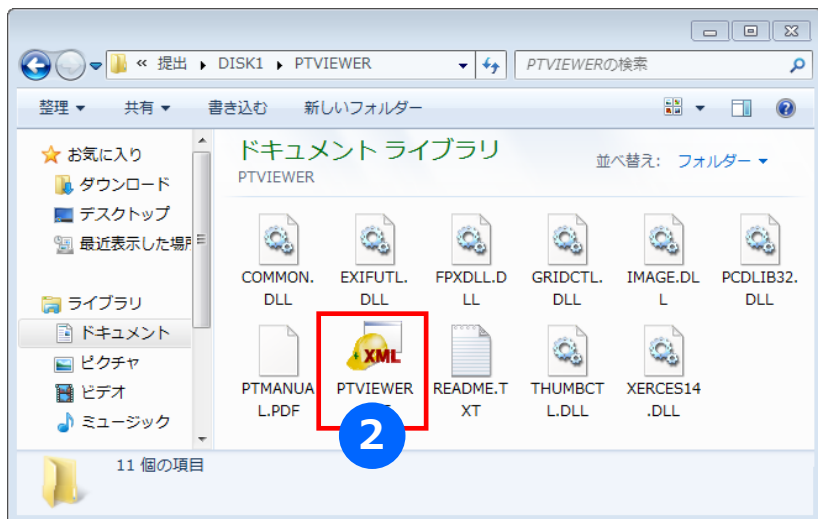 « 提出 ▸ DISK1 ▸ PTVIEWER
PTVIEWERの検索
整理 ▼ 共有 ▼ 書き込む 新しいフォルダー
お気に入り
ダウンロード
デスクトップ
最近表示した場所
ライブラリ
ドキュメント
ピクチャ
ビデオ
ミュージック
ドキュメント ライブラリ
PTVIEWER
並べ替え: フォルダー ▼
COMMON.
DLL
EXIFUTL.
DLL
FPXDLL.D
LL
GRIDCTL.
DLL
IMAGE.DL
L
PCDLIB32.
DLL
PTMANUA
L.PDF
XML
PTVIEWER
2
README.T
XT
THUMBCT
L.DLL
XERCES14
.DLL
11 個の項目